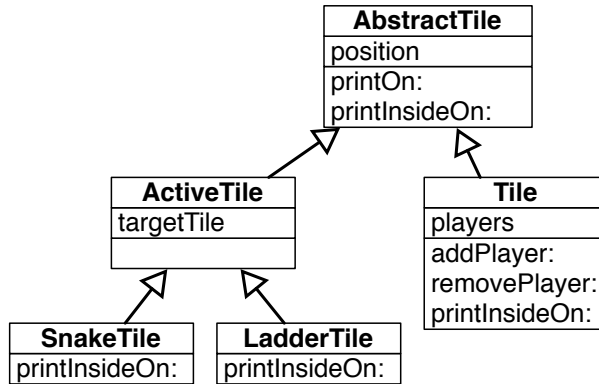 AbstractTile
position
printOn:
printInsideOn:
ActiveTile
targetTile
Tile
players
addPlayer:
removePlayer:
printInsideOn:
SnakeTile
printInsideOn:
LadderTile
printInsideOn: